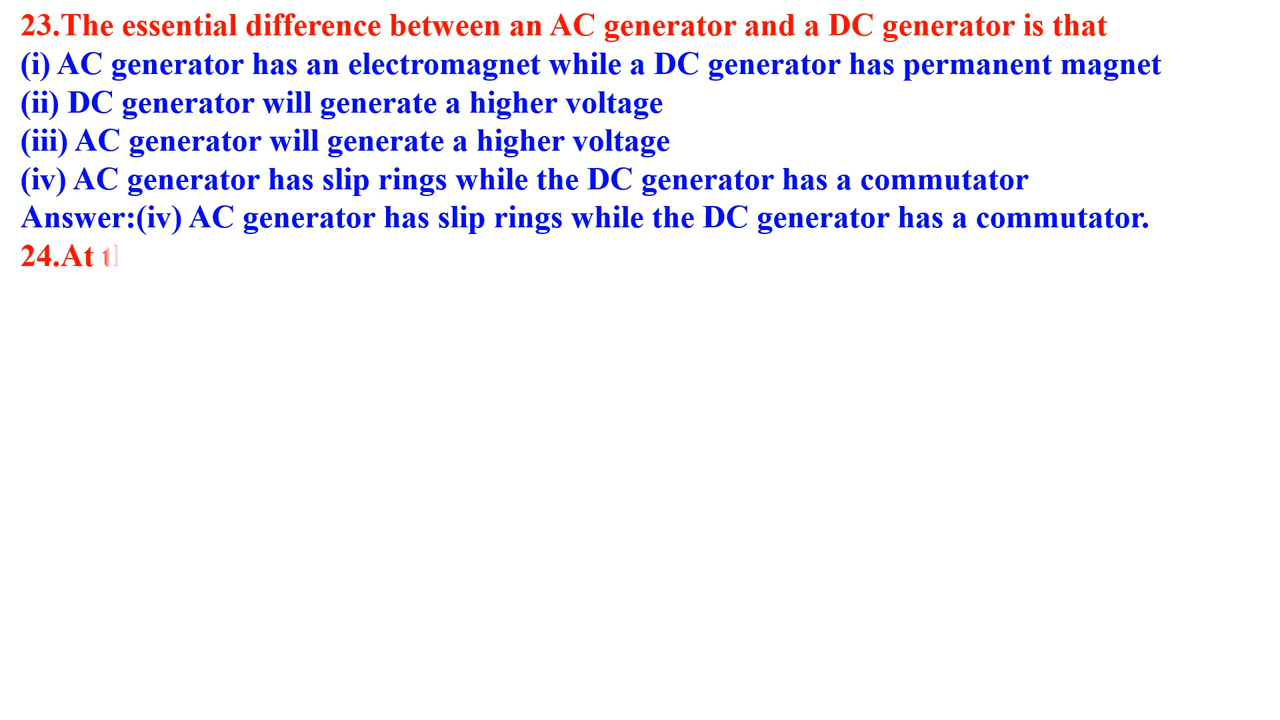 23.The essential difference between an AC generator and a DC generator is that
(i) AC generator has an electromagnet while a DC generator has permanent magnet
(ii) DC generator will generate a higher voltage
(iii) AC generator will generate a higher voltage
(iv) AC generator has slip rings while the DC generator has a commutator
Answer:(iv) AC generator has slip rings while the DC generator has a commutator.
24.At